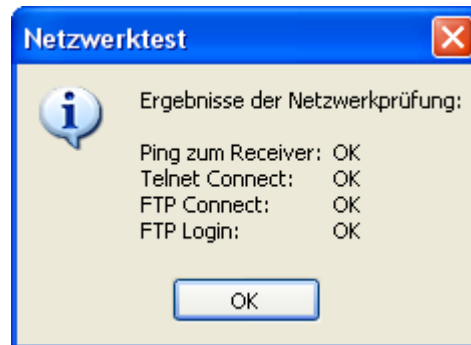 Netzwerktest
Ergebnisse der Netzwerkprüfung:
Ping zum Receiver: OK
Telnet Connect: OK
FTP Connect: OK
FTP Login: OK
OK